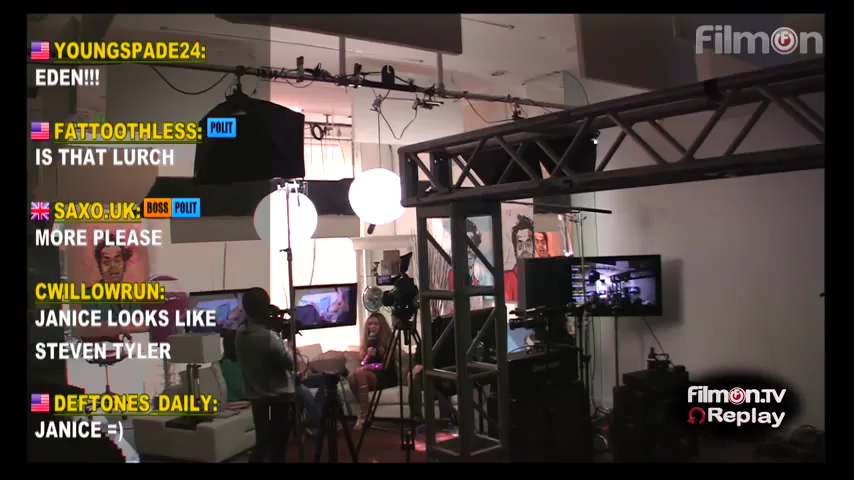 FilmOn
YOUNGSPADE24:
EDEN!!!
FATTOOTHLESS: POLIT
IS THAT LURCH
SAXO.UK: BOSS POLIT
MORE PLEASE
CWILLOWRUN:
JANICE LOOKS LIKE
STEVEN TYLER
DEFTONES_DAILY:
JANICE =)
FilmOn.TV
Replay